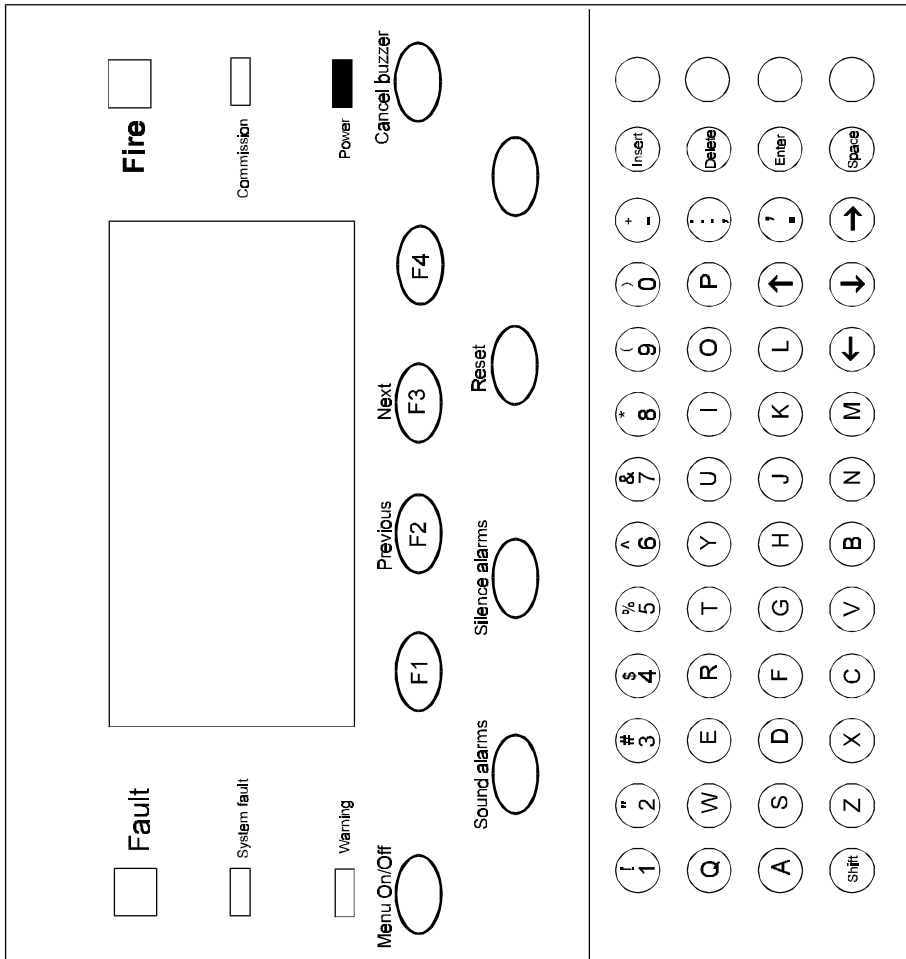 Fault Fire
System fault Commission
Warning Power
Menu On/Off Previous Next Cancel buzzer
F1 F2 F3 F4
Sound alarms Silence alarms Reset
! " # $ % ^ & * ( ) +
1 2 3 4 5 6 7 8 9 0 - Insert
Q W E R T Y U I O P : ; Delete
A S D F G H J K L ↑ ' . Enter
Shift Z X C V B N M ← ↓ → Space